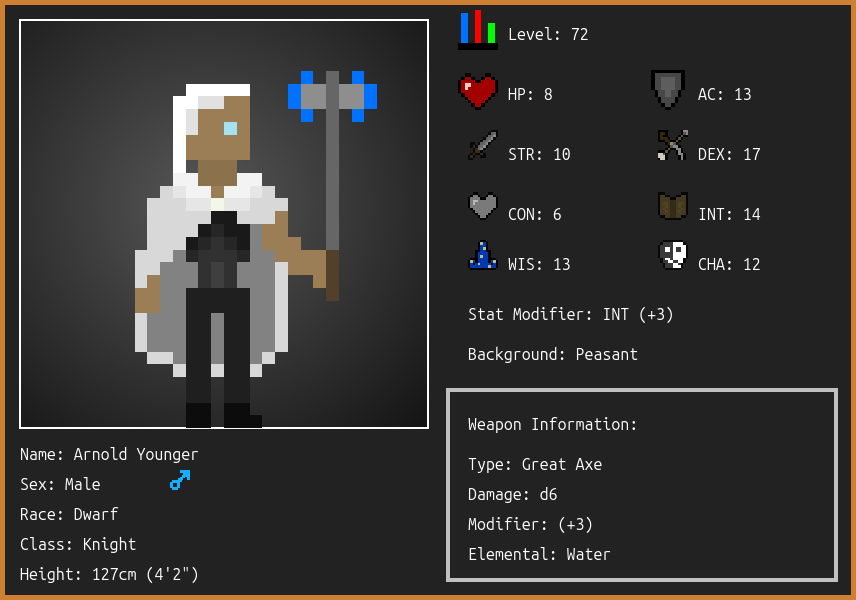 Level: 72
HP: 8
AC: 13
STR: 10
DEX: 17
CON: 6
INT: 14
WIS: 13
CHA: 12
Stat Modifier: INT (+3)
Background: Peasant
Weapon Information:
Type: Great Axe
Damage: d6
Modifier: (+3)
Elemental: Water
Name: Arnold Younger
Sex: Male
Race: Dwarf
Class: Knight
Height: 127cm (4'2")